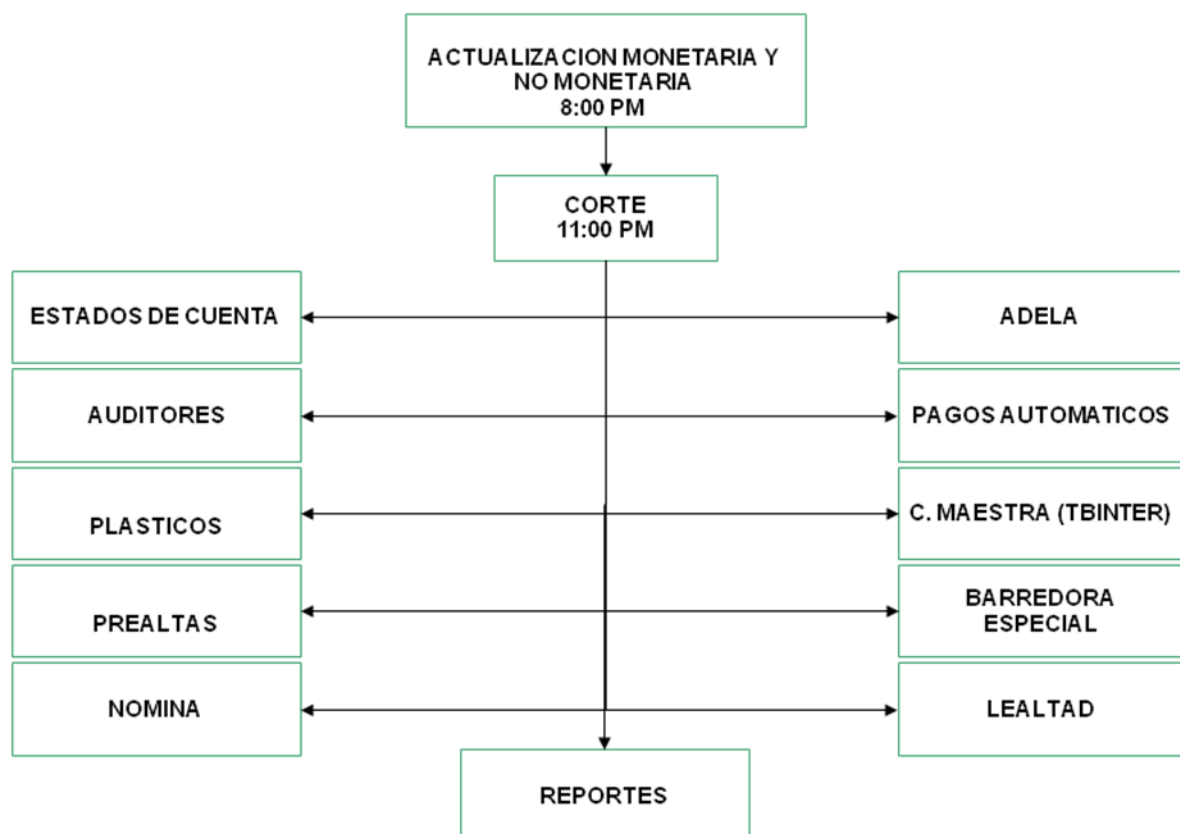 ACTUALIZACION MONETARIA Y
NO MONETARIA
8:00 PM
CORTE
11:00 PM
ESTADOS DE CUENTA
ADELA
AUDITORES
PAGOS AUTOMATICOS
PLASTICOS
C. MAESTRA (TBINTER)
PREALTAS
BARREDORA
ESPECIAL
NOMINA
LEALTAD
REPORTES